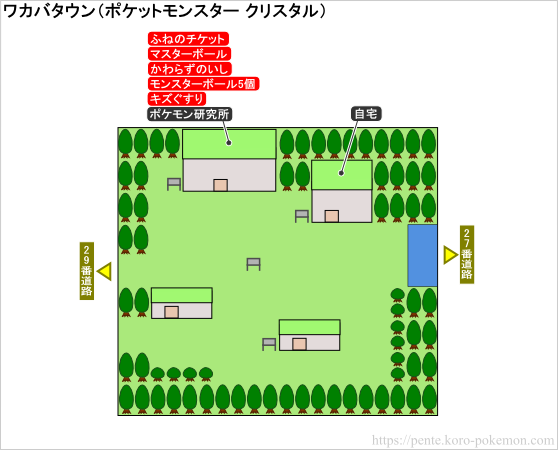 ワカバタウン（ポケットモンスター クリスタル）
ふねのチケット
マスターボール
かわらずのいし
モンスターボール5個
キズぐすり
ポケモン研究所
自宅
29番道路
27番道路
https://pente.koro-pokemon.com/